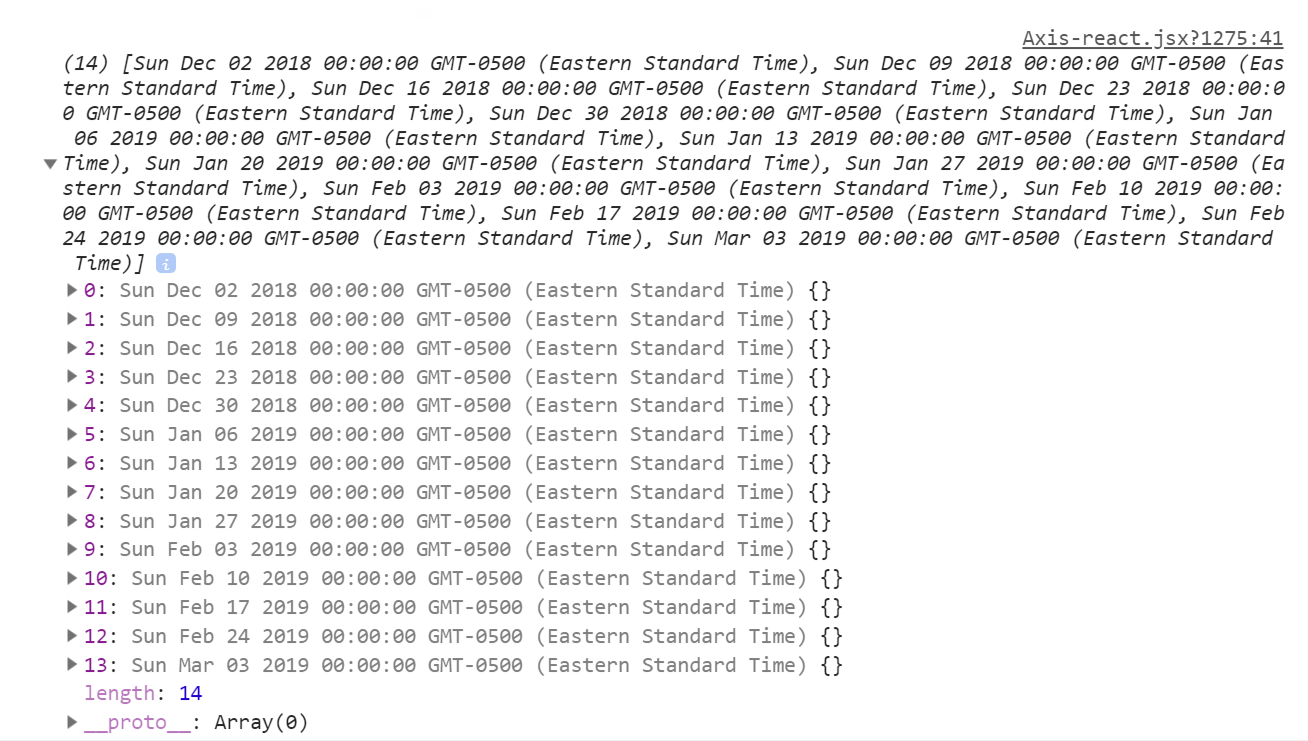 Axis-react.jsx?1275:41
(14) [Sun Dec 02 2018 00:00:00 GMT-0500 (Eastern Standard Time), Sun Dec 09 2018 00:00:00 GMT-0500 (Eas
tern Standard Time), Sun Dec 16 2018 00:00:00 GMT-0500 (Eastern Standard Time), Sun Dec 23 2018 00:00:0
0 GMT-0500 (Eastern Standard Time), Sun Dec 30 2018 00:00:00 GMT-0500 (Eastern Standard Time), Sun Jan
06 2019 00:00:00 GMT-0500 (Eastern Standard Time), Sun Jan 13 2019 00:00:00 GMT-0500 (Eastern Standard
Time), Sun Jan 20 2019 00:00:00 GMT-0500 (Eastern Standard Time), Sun Jan 27 2019 00:00:00 GMT-0500 (Ea
stern Standard Time), Sun Feb 03 2019 00:00:00 GMT-0500 (Eastern Standard Time), Sun Feb 10 2019 00:00:
00 GMT-0500 (Eastern Standard Time), Sun Feb 17 2019 00:00:00 GMT-0500 (Eastern Standard Time), Sun Feb
24 2019 00:00:00 GMT-0500 (Eastern Standard Time), Sun Mar 03 2019 00:00:00 GMT-0500 (Eastern Standard
Time)] i
0: Sun Dec 02 2018 00:00:00 GMT-0500 (Eastern Standard Time) {}
1: Sun Dec 09 2018 00:00:00 GMT-0500 (Eastern Standard Time) {}
2: Sun Dec 16 2018 00:00:00 GMT-0500 (Eastern Standard Time) {}
3: Sun Dec 23 2018 00:00:00 GMT-0500 (Eastern Standard Time) {}
4: Sun Dec 30 2018 00:00:00 GMT-0500 (Eastern Standard Time) {}
5: Sun Jan 06 2019 00:00:00 GMT-0500 (Eastern Standard Time) {}
6: Sun Jan 13 2019 00:00:00 GMT-0500 (Eastern Standard Time) {}
7: Sun Jan 20 2019 00:00:00 GMT-0500 (Eastern Standard Time) {}
8: Sun Jan 27 2019 00:00:00 GMT-0500 (Eastern Standard Time) {}
9: Sun Feb 03 2019 00:00:00 GMT-0500 (Eastern Standard Time) {}
10: Sun Feb 10 2019 00:00:00 GMT-0500 (Eastern Standard Time) {}
11: Sun Feb 17 2019 00:00:00 GMT-0500 (Eastern Standard Time) {}
12: Sun Feb 24 2019 00:00:00 GMT-0500 (Eastern Standard Time) {}
13: Sun Mar 03 2019 00:00:00 GMT-0500 (Eastern Standard Time) {}
length: 14
__proto__: Array(0)